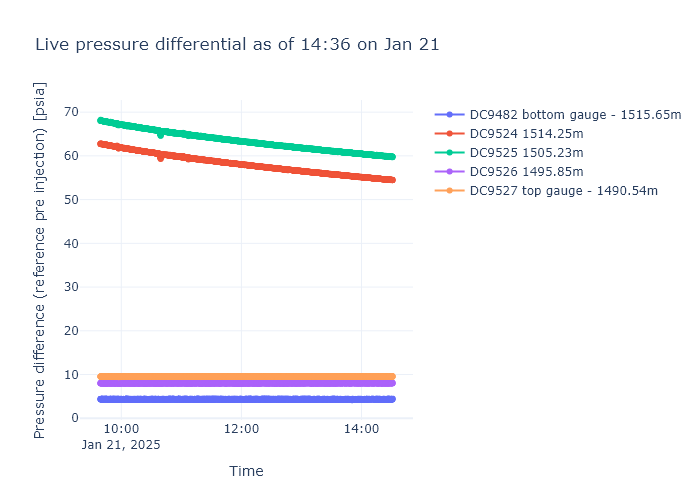 Live pressure differential as of 14:36 on Jan 21
Pressure difference (reference pre injection) [psia]
70
60
50
40
30
20
10
0
10:00
12:00
14:00
Jan 21, 2025
Time
DC9482 bottom gauge - 1515.65m
DC9524 1514.25m
DC9525 1505.23m
DC9526 1495.85m
DC9527 top gauge - 1490.54m